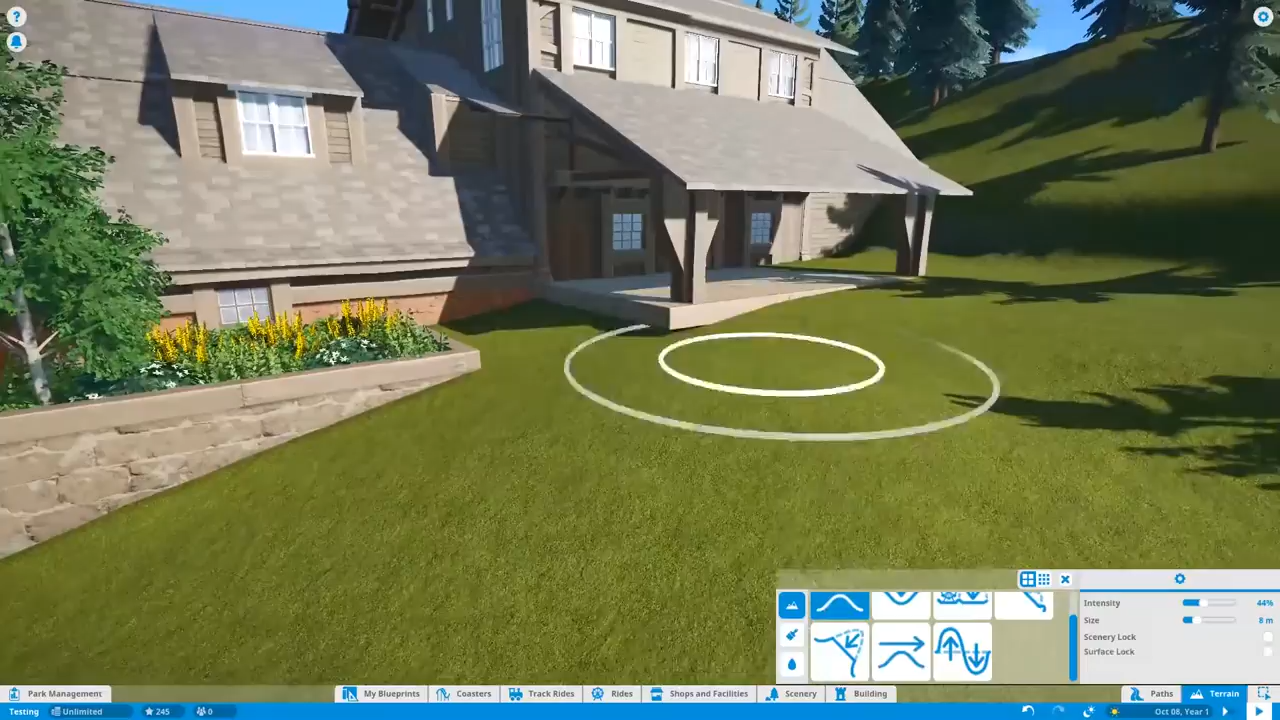 ?
Intensity 44%
Size 8 m
Scenery Lock
Surface Lock
Park Management
My Blueprints
Coasters
Track Rides
Rides
Shops and Facilities
Scenery
Building
Paths
Terrain
Testing
Unlimited
245
0
Oct 08, Year 1